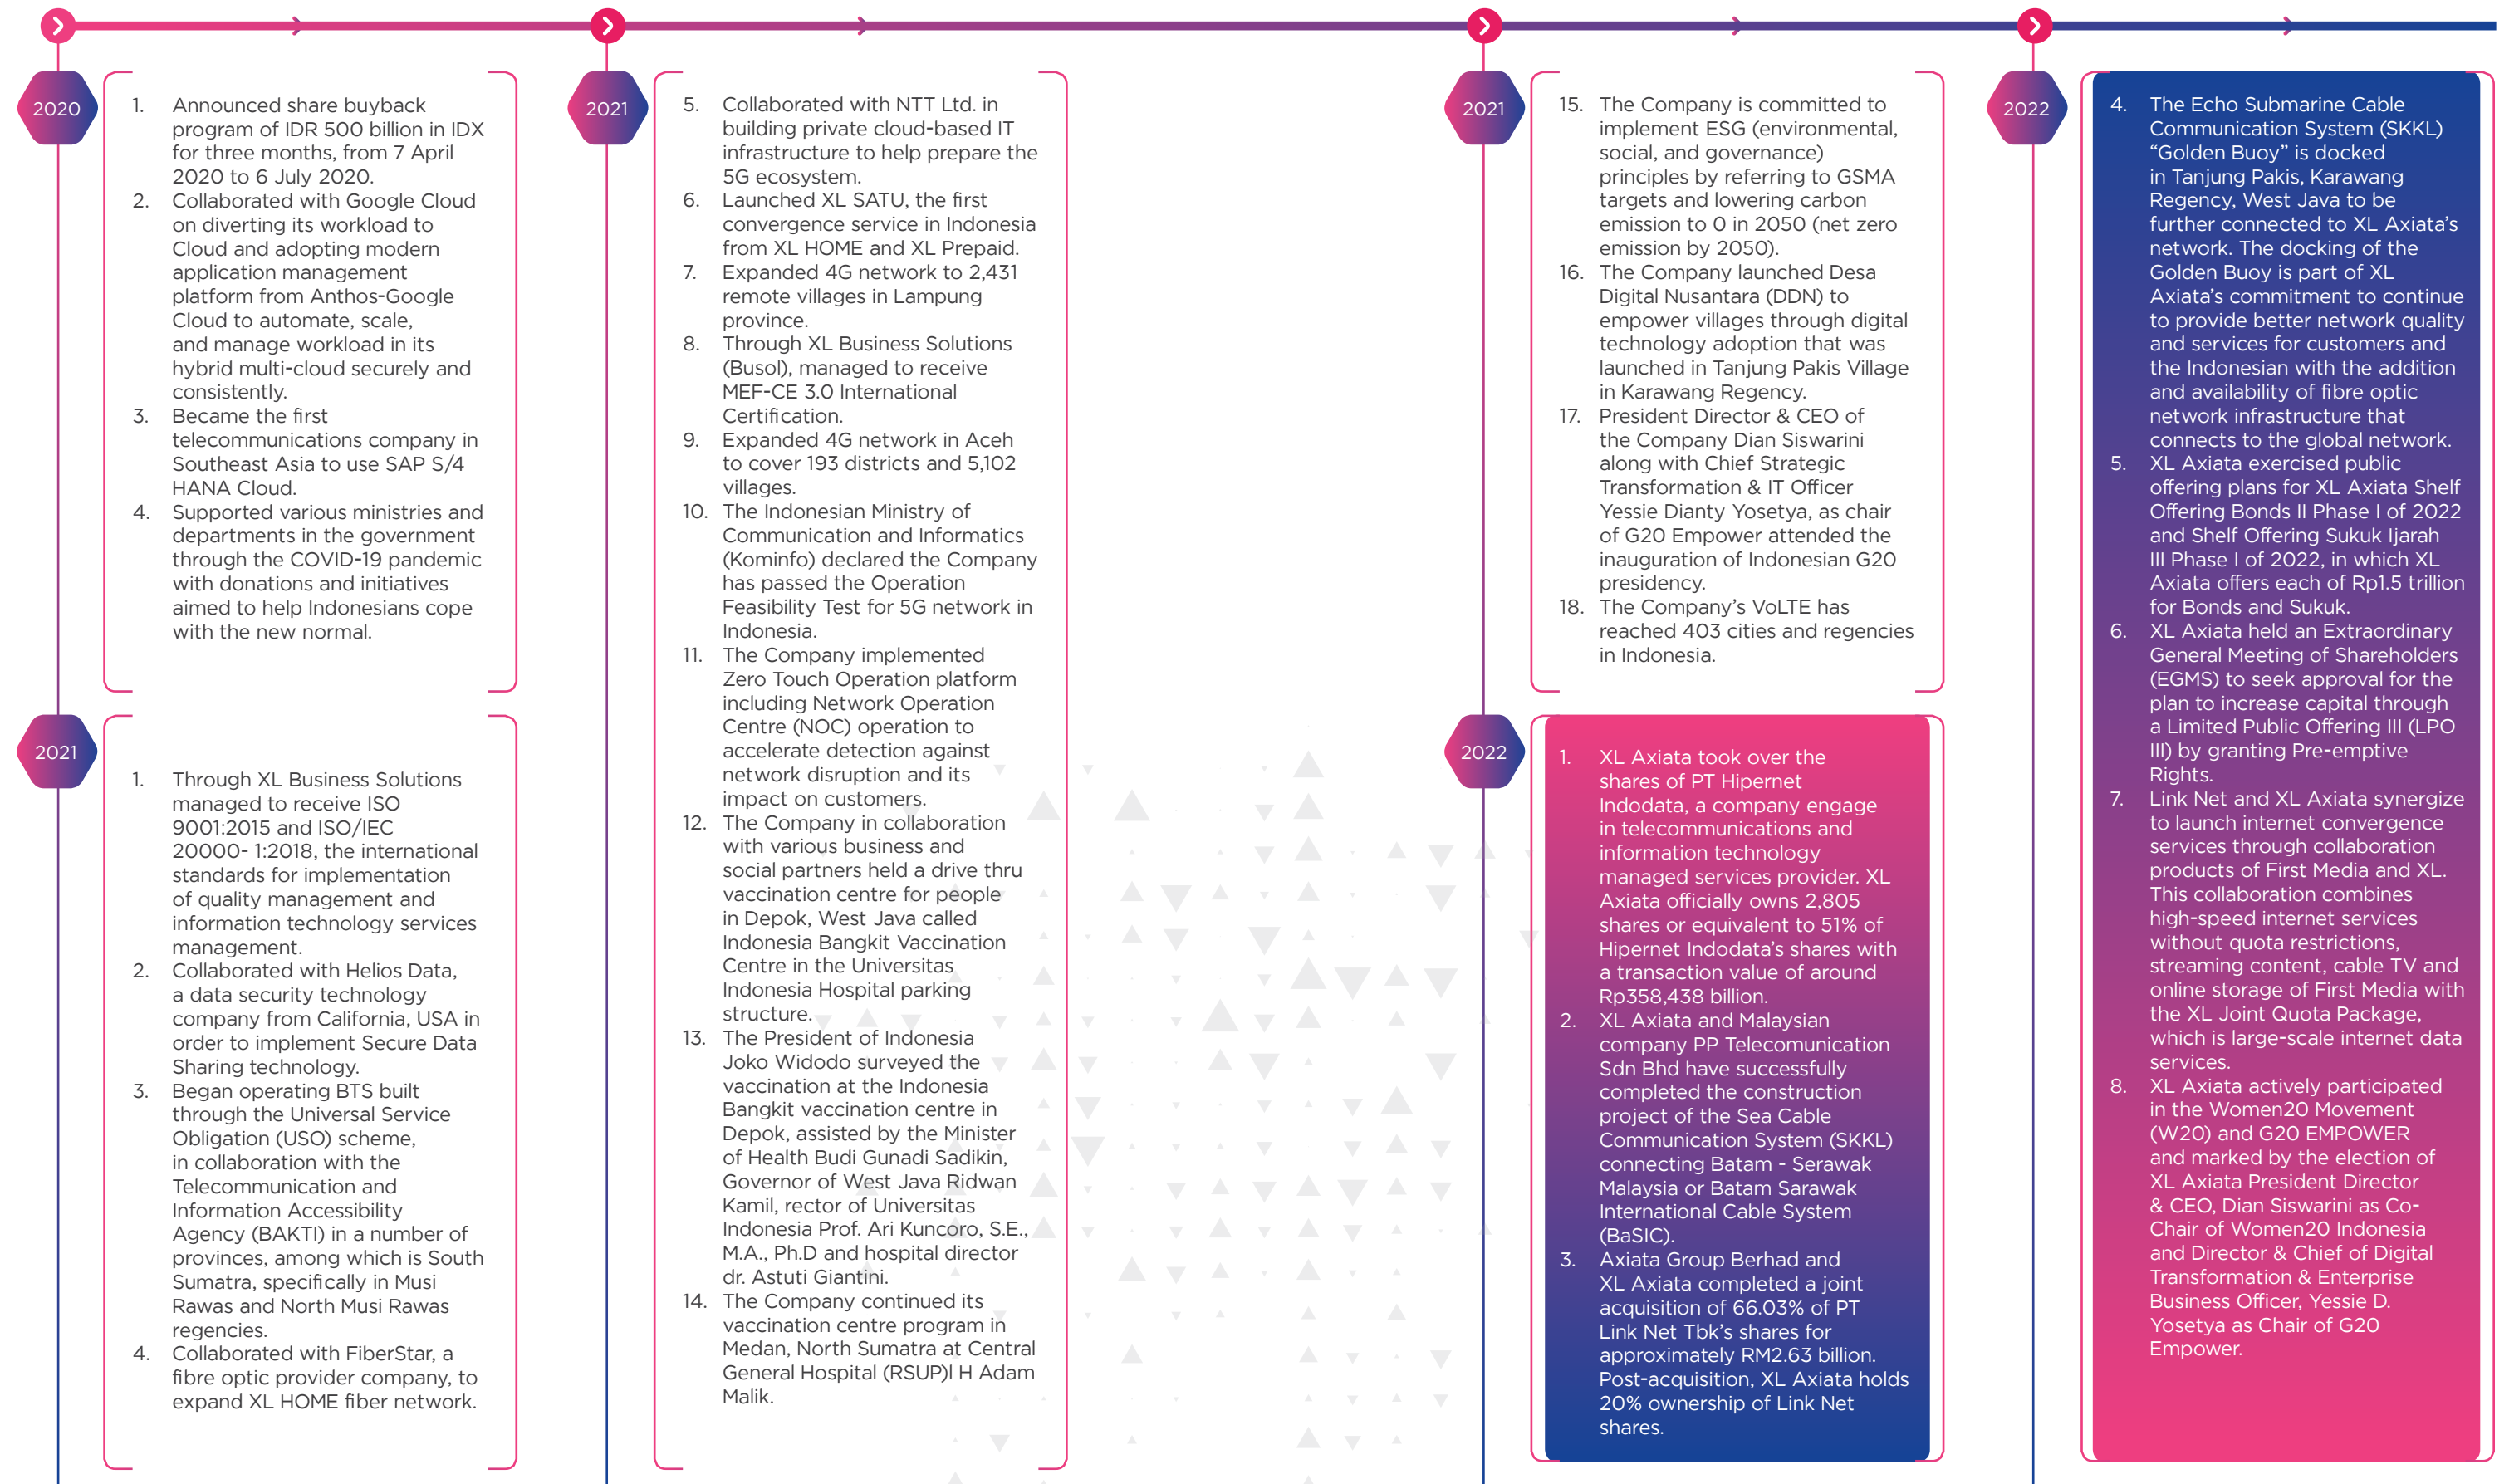 2020
1. Announced share buyback
program of IDR 500 billion in IDX
for three months, from 7 April
2020 to 6 July 2020.
2. Collaborated with Google Cloud
on diverting its workload to
Cloud and adopting modern
application management
platform from Anthos-Google
Cloud to automate, scale,
and manage workload in its
hybrid multi-cloud securely and
consistently.
3. Became the first
telecommunications company in
Southeast Asia to use SAP S/4
HANA Cloud.
4. Supported various ministries and
departments in the government
through the COVID-19 pandemic
with donations and initiatives
aimed to help Indonesians cope
with the new normal.
2021
1. Through XL Business Solutions
managed to receive ISO
9001:2015 and ISO/IEC
20000- 1:2018, the international
standards for implementation
of quality management and
information technology services
management.
2. Collaborated with Helios Data,
a data security technology
company from California, USA in
order to implement Secure Data
Sharing technology.
3. Began operating BTS built
through the Universal Service
Obligation (USO) scheme,
in collaboration with the
Telecommunication and
Information Accessibility
Agency (BAKTI) in a number of
provinces, among which is South
Sumatra, specifically in Musi
Rawas and North Musi Rawas
regencies.
4. Collaborated with FiberStar, a
fibre optic provider company, to
expand XL HOME fiber network.
2021
5. Collaborated with NTT Ltd. in
building private cloud-based IT
infrastructure to help prepare the
5G ecosystem.
6. Launched XL SATU, the first
convergence service in Indonesia
from XL HOME and XL Prepaid.
7. Expanded 4G network to 2,431
remote villages in Lampung
province.
8. Through XL Business Solutions
(Busol), managed to receive
MEF-CE 3.0 International
Certification.
9. Expanded 4G network in Aceh
to cover 193 districts and 5,102
villages.
10. The Indonesian Ministry of
Communication and Informatics
(Kominfo) declared the Company
has passed the Operation
Feasibility Test for 5G network in
Indonesia.
11. The Company implemented
Zero Touch Operation platform
including Network Operation
Centre (NOC) operation to
accelerate detection against
network disruption and its
impact on customers.
12. The Company in collaboration
with various business and
social partners held a drive thru
vaccination centre for people
in Depok, West Java called
Indonesia Bangkit Vaccination
Centre in the Universitas
Indonesia Hospital parking
structure.
13. The President of Indonesia
Joko Widodo surveyed the
vaccination at the Indonesia
Bangkit vaccination centre in
Depok, assisted by the Minister
of Health Budi Gunadi Sadikin,
Governor of West Java Ridwan
Kamil, rector of Universitas
Indonesia Prof. Ari Kuncoro, S.E.,
M.A., Ph.D and hospital director
dr. Astuti Giantini.
14. The Company continued its
vaccination centre program in
Medan, North Sumatra at Central
General Hospital (RSUP)l H Adam
Malik.
2021
15. The Company is committed to
implement ESG (environmental,
social, and governance)
principles by referring to GSMA
targets and lowering carbon
emission to 0 in 2050 (net zero
emission by 2050).
16. The Company launched Desa
Digital Nusantara (DDN) to
empower villages through digital
technology adoption that was
launched in Tanjung Pakis Village
in Karawang Regency.
17. President Director & CEO of
the Company Dian Siswarini
along with Chief Strategic
Transformation & IT Officer
Yessie Dianty Yosetya, as chair
of G20 Empower attended the
inauguration of Indonesian G20
presidency.
18. The Company's VoLTE has
reached 403 cities and regencies
in Indonesia.
2022
1. XL Axiata took over the
shares of PT Hipernet
Indodata, a company engage
in telecommunications and
information technology
managed services provider. XL
Axiata officially owns 2,805
shares or equivalent to 51% of
Hipernet Indodata's shares with
a transaction value of around
Rp358,438 billion.
2. XL Axiata and Malaysian
company PP Telecomunication
Sdn Bhd have successfully
completed the construction
project of the Sea Cable
Communication System (SKKL)
connecting Batam - Serawak
Malaysia or Batam Sarawak
International Cable System
(BaSIC).
3. Axiata Group Berhad and
XL Axiata completed a joint
acquisition of 66.03% of PT
Link Net Tbk's shares for
approximately RM2.63 billion.
Post-acquisition, XL Axiata holds
20% ownership of Link Net
shares.
2022
4. The Echo Submarine Cable
Communication System (SKKL)
“Golden Buoy” is docked
in Tanjung Pakis, Karawang
Regency, West Java to be
further connected to XL Axiata's
network. The docking of the
Golden Buoy is part of XL
Axiata's commitment to continue
to provide better network quality
and services for customers and
the Indonesian with the addition
and availability of fibre optic
network infrastructure that
connects to the global network.
5. XL Axiata exercised public
offering plans for XL Axiata Shelf
Offering Bonds II Phase I of 2022
and Shelf Offering Sukuk Ijarah
III Phase I of 2022, in which XL
Axiata offers each of Rp1.5 trillion
for Bonds and Sukuk.
6. XL Axiata held an Extraordinary
General Meeting of Shareholders
(EGMS) to seek approval for the
plan to increase capital through
a Limited Public Offering III (LPO
III) by granting Pre-emptive
Rights.
7. Link Net and XL Axiata synergize
to launch internet convergence
services through collaboration
products of First Media and XL.
This collaboration combines
high-speed internet services
without quota restrictions,
streaming content, cable TV and
online storage of First Media with
the XL Joint Quota Package,
which is large-scale internet data
services.
8. XL Axiata actively participated
in the Women20 Movement
(W20) and G20 EMPOWER
and marked by the election of
XL Axiata President Director
& CEO, Dian Siswarini as Co-
Chair of Women20 Indonesia
and Director & Chief of Digital
Transformation & Enterprise
Business Officer, Yessie D.
Yosetya as Chair of G20
Empower.